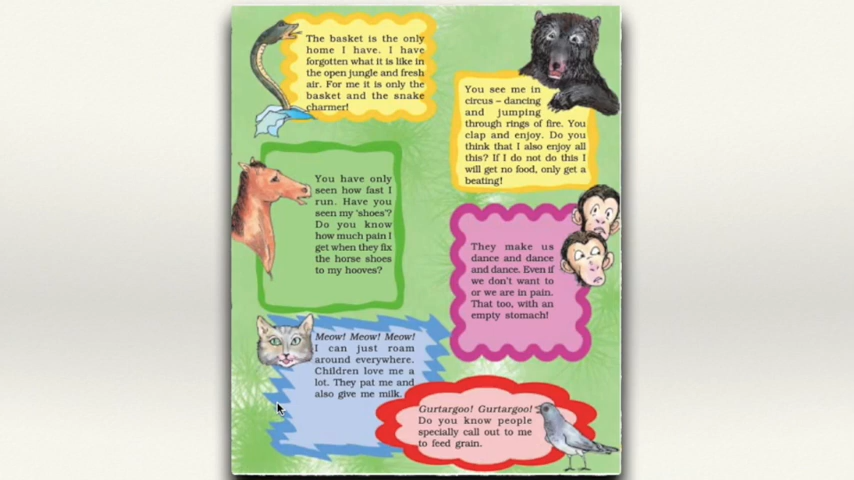 The basket is the only
home I have. I have
forgotten what it is like in
the open jungle and fresh
air. For me it is only the
basket and the snake
charmer!
You see me in
circus – dancing
and jumping
through rings of fire. You
clap and enjoy. Do you
think that I also enjoy all
this? If I do not do this I
will get no food, only get a
beating!
You have only
seen how fast I
run. Have you
seen my 'shoes'?
Do you know
how much pain I
get when they fix
the horse shoes
to my hooves?
They make us
dance and dance
and dance. Even if
we don't want to
or we are in pain.
That too, with an
empty stomach!
Meow! Meow! Meow!
I can just roam
around everywhere.
Children love me a
lot. They pat me and
also give me milk.
Gurtargoo! Gurtargoo!
Do you know people
specially call out to me
to feed grain.